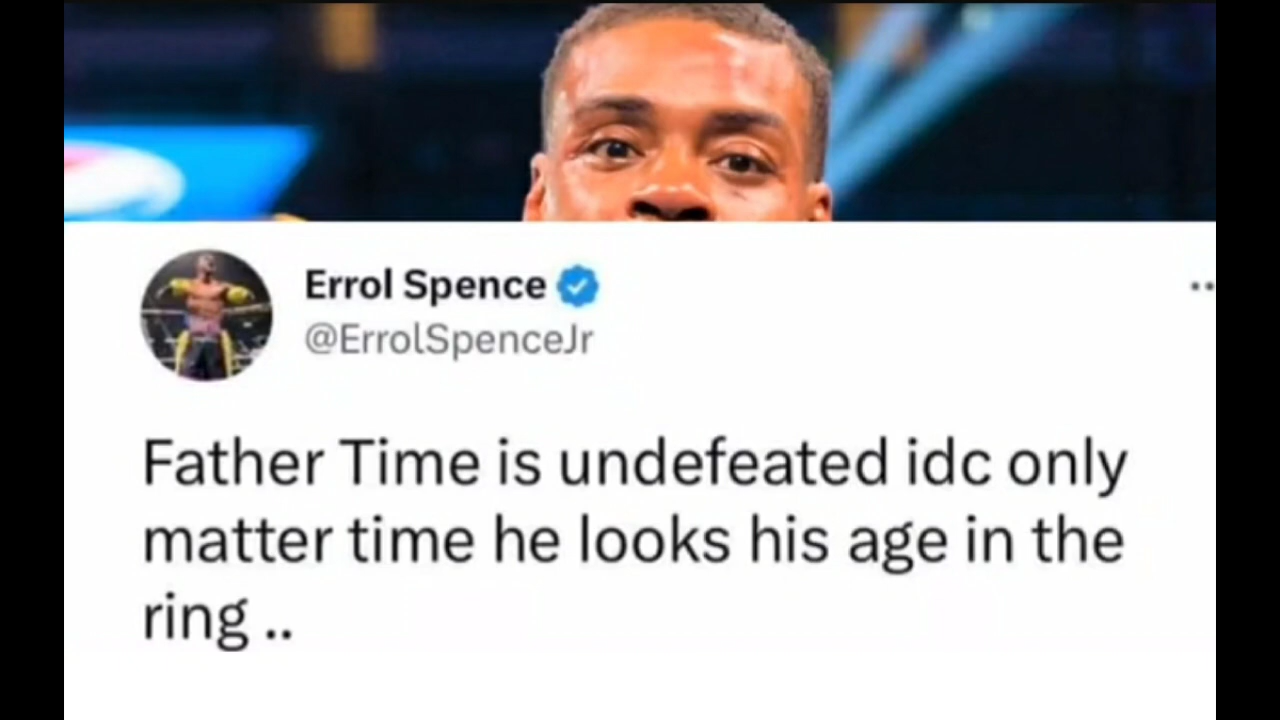 Errol Spence
@ErrolSpenceJr
Father Time is undefeated idc only
matter time he looks his age in the
ring ..